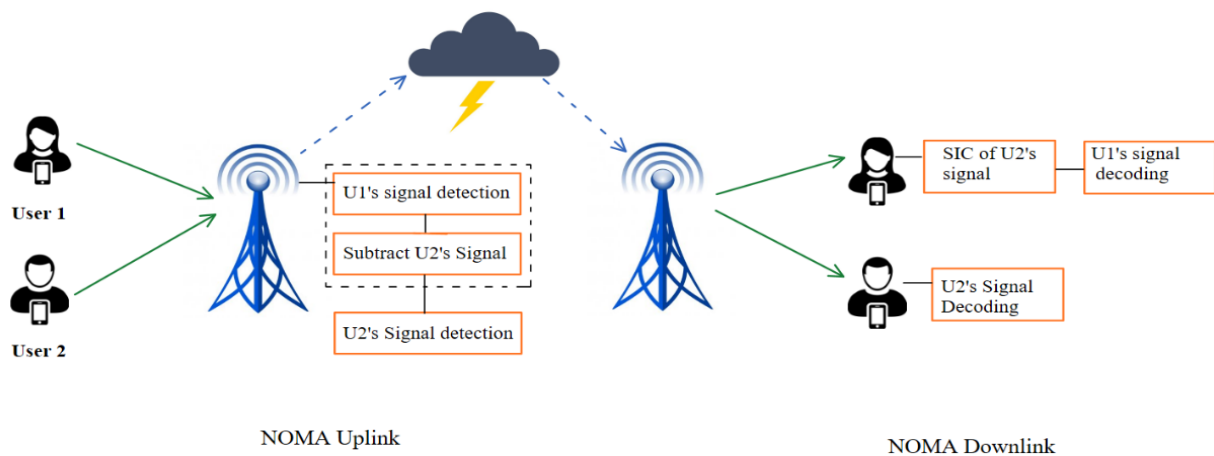 User 1
User 2
U1's signal detection
Subtract U2's Signal
U2's Signal detection
SIC of U2's
signal
U1's signal
decoding
U2's Signal
Decoding
NOMA Uplink
NOMA Downlink